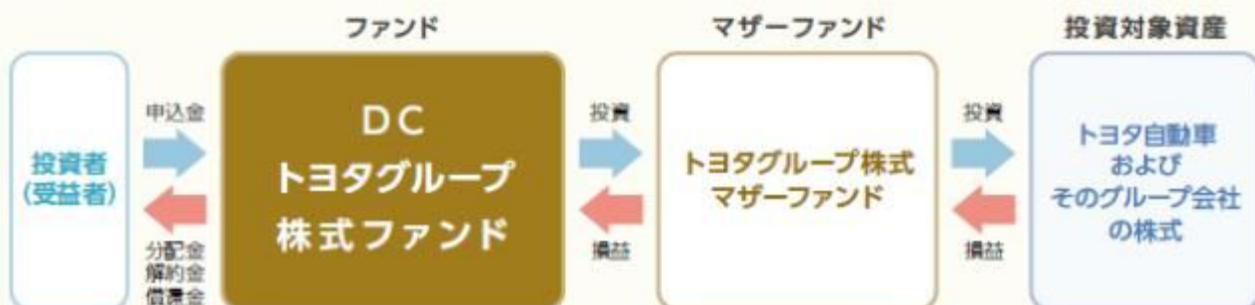 ファンド
マザーファンド
投資対象資産
投資者
(受益者)
申込金
分配金
解約金
償還金
DC
トヨタグループ
株式ファンド
投資
損益
トヨタグループ株式
マザーファンド
投資
損益
トヨタ自動車
および
そのグループ会社
の株式